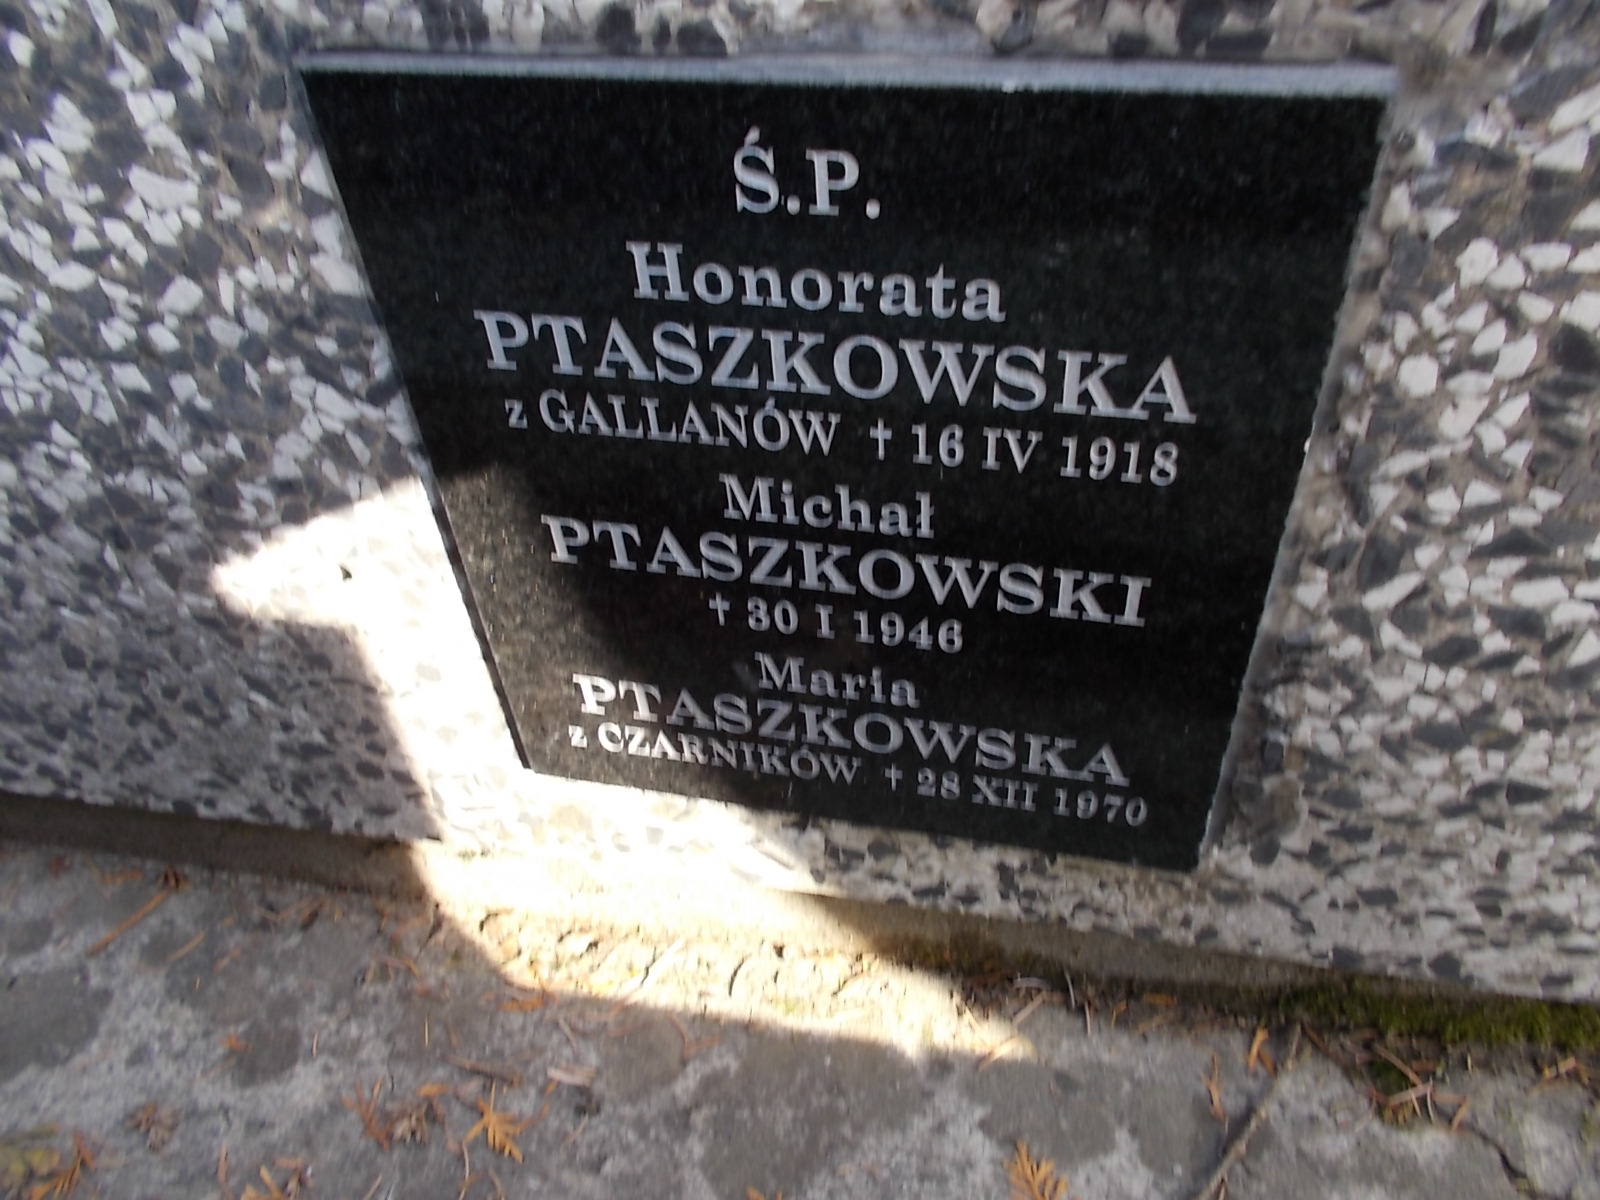 Ś.P.
Honorata
PTASZKOWSKA
z GALLANÓW † 16 IV 1918
Michał
PTASZKOWSKI
† 30 I 1946
Maria
PTASZKOWSKA
z CZARNIKÓW † 28 XII 1970